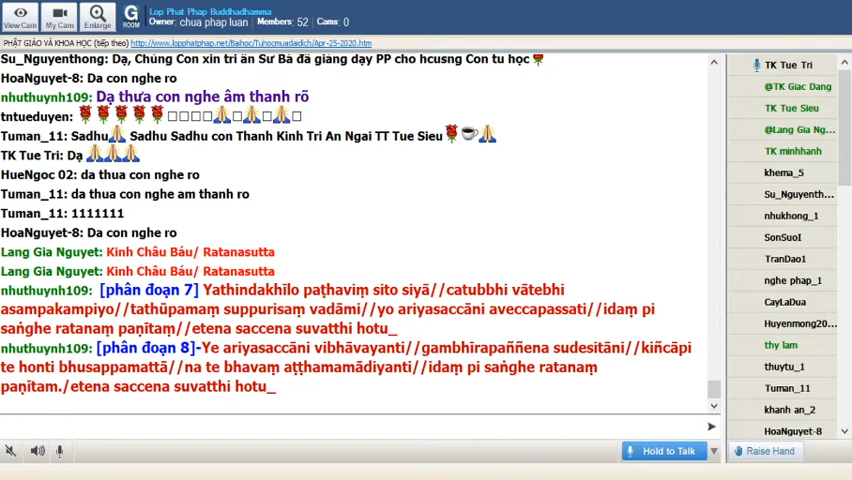 Lop Phat Phap Buddhadhamma
Owner: chua phap luan Members: 52 Cams: 0
View Cam
My Cam
Enlarge
G
ROOM
PHẬT GIÁO VÀ KHOA HỌC (tiếp theo) http://www.lopphatphap.net/Baihoc/Tuhocmuadaidich/Apr-25-2020.htm
Su_Nguyenthong: Dạ, Chúng Con xin tri ân Sư Bà đã giảng dạy PP cho hcusng Con tu học🌹
HoaNguyet-8: Da con nghe ro
nhuthuynh109: Dạ thưa con nghe âm thanh rõ
tntueduyen: 🌹🌹🌹🌹🌹□□□□🙏□🙏□🙏□
Tuman_11: Sadhu🙏 Sadhu Sadhu con Thanh Kinh Tri An Ngai TT Tue Sieu🌹☕🙏
TK Tue Tri: Dạ 🙏🙏🙏
HueNgoc 02: da thua con nghe ro
Tuman_11: da thua con nghe am thanh ro
Tuman_11: 1111111
HoaNguyet-8: Da con nghe ro
Lang Gia Nguyet: Kinh Châu Báu/ Ratanasutta
Lang Gia Nguyet: Kinh Châu Báu/ Ratanasutta
nhuthuynh109: [phân đoạn 7] Yathindakhīlo paṭhaviṃ sito siyā//catubbhi vātebhi
asampakampiyo//tathūpamaṃ suppurisaṃ vadāmi//yo ariyasaccāni aveccapassati//idaṃ pi
saṅghe ratanaṃ paṇītaṃ//etena saccena suvatthi hotu_
nhuthuynh109: [phân đoạn 8]-Ye ariyasaccāni vibhāvayanti//gambhīrapaññena sudesitāni//kiñcāpi
te honti bhusappamattā//na te bhavaṃ aṭṭhamamādiyanti//idaṃ pi saṅghe ratanaṃ
paṇītam./etena saccena suvatthi hotu_
Hold to Talk
TK Tue Tri
@TK Giac Dang
TK Tue Sieu
@Lang Gia Ng...
TK minhhanh
khema_5
Su_Nguyenth...
nhukhong_1
SonSuoI
TranDao1
nghe phap_1
CayLaDua
Huyenmong20...
thy lam
thuytu_1
Tuman_11
khanh an_2
HoaNguyet-8
Raise Hand